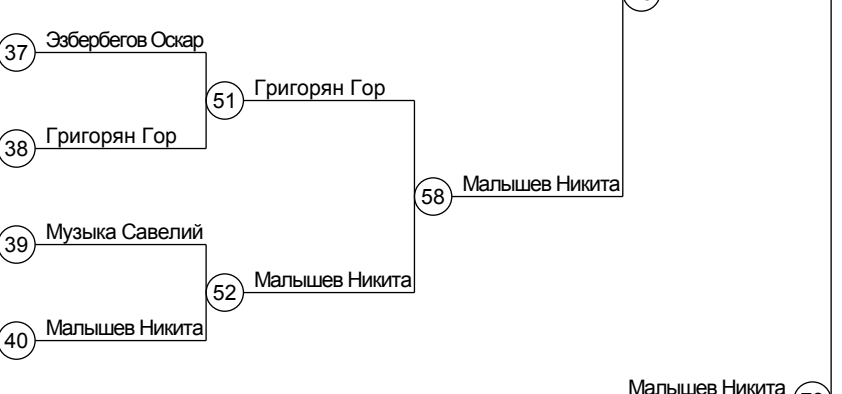 37 Эзбербегов Оскар
51 Григорян Гор
38 Григорян Гор
58 Малышев Никита
39 Музыка Савелий
52 Малышев Никита
40 Малышев Никита
Малышев Никита